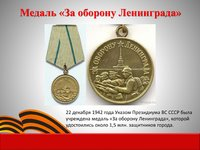 Медаль «За оборону Ленинграда»
ЗА ОБОРОНУ ЛЕНИНГРАДА
22 декабря 1942 года Указом Президиума ВС СССР была
учреждена медаль «За оборону Ленинграда», которой
удостоились около 1,5 млн. защитников города.